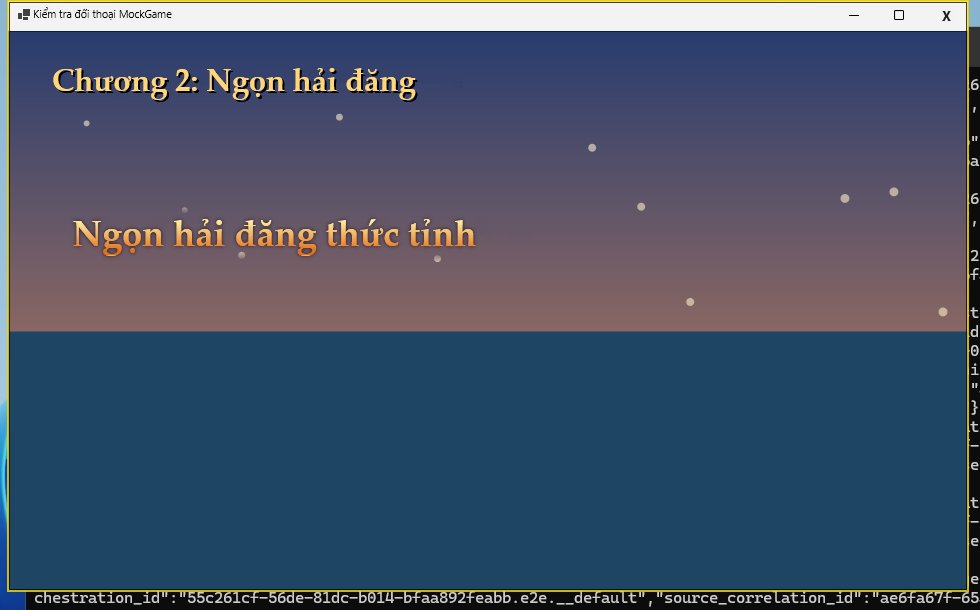 Kiểm tra đối thoại MockGame
Chương 2: Ngọn hải đăng
Ngọn hải đăng thức tỉnh
chestration_id":"55c261cf-56de-81dc-b014-bfaa892feabb.e2e.__default","source_correlation_id":"ae6fa67f-6